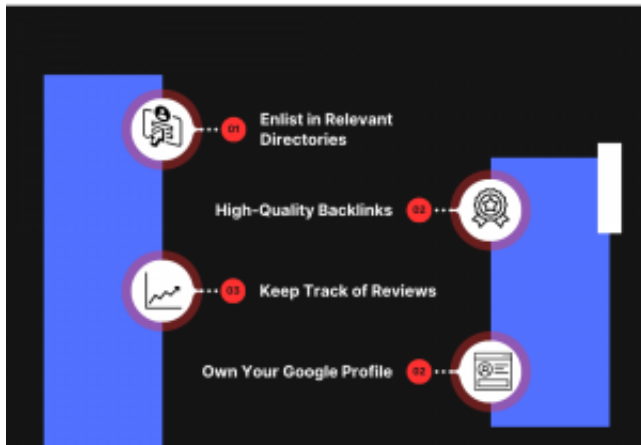 01
Enlist in Relevant
Directories
High-Quality Backlinks
02
03
Keep Track of Reviews
Own Your Google Profile
02